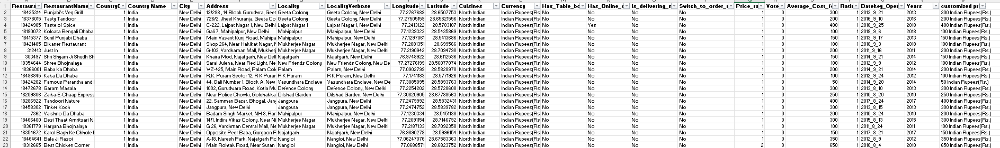 1 Restaura RestaurantName CountryC Country Name City Address Locality LocalityVerbose Longitude Latitude Cuisines Currency Has_Table_bo Has_Online_c Is_delivering_n Switch_to_order_r Price_ra Vote Average_Cost_fo Ratin Datekey_Oper Years customized pri
2 18435314 Punjabi's Veg Grill 1 India New Delhi 13/288 , 14 Block Gurudwra, Geet Geeta Colony Geeta Colony, New Delhi 77.2767689 28.6507753 North Indian Indian Rupees(Rs No No No No 1 0 300 1 2013_9_21 2013 300 Indian Rupees(Rs.)
3 18378015 Tasty Tandoor 1 India New Delhi 726/2, Jheel Khuranja, Geeta Co Geeta Colony Geeta Colony, New Delhi 77.27505159 28.65821556 North Indian Indian Rupees(Rs No No No No 1 0 200 1 2016_9_10 2016 200 Indian Rupees(Rs.)
4 18424905 Taste of Spice 1 India New Delhi C-222, Lajpat Nagar 1, New Delhi Lajpat Nagar 1 Lajpat Nagar 1, New Delhi 77.2413122 28.5783107 North Indian Indian Rupees(Rs No Yes No No 1 0 400 1 2018_9_25 2018 400 Indian Rupees(Rs.)
5 18180072 Kolcata Bengali Dhaba 1 India New Delhi Gali 7, Mahipalpur, New Delhi Mahipalpur Mahipalpur, New Delhi 77.1239323 28.5435869 North Indian Indian Rupees(Rs No No No No 1 0 100 1 2018_9_6 2018 100 Indian Rupees(Rs.)
6 18415377 Sunil Punjabi Dhaba 1 India New Delhi Main Vasant Kunj Road, Mahipa Mahipalpur Mahipalpur, New Delhi 77.1297061 28.5413686 North Indian Indian Rupees(Rs No No No No 1 0 150 1 2013_9_17 2013 150 Indian Rupees(Rs.)
7 18421485 Bikaner Restaurant 1 India New Delhi Shop 264, Near Hakikat Nagar, M Mukherjee Nagar Mukherjee Nagar, New Delhi 77.2081351 28.699566 North Indian Indian Rupees(Rs No No No No 1 0 100 1 2018_9_3 2018 100 Indian Rupees(Rs.)
8 312413 Just In 1 India New Delhi G-103, Vardhaman Mall, Mukherj Mukherjee Nagar Mukherjee Nagar, New Delhi 77.2190942 28.7094798 North Indian Indian Rupees(Rs No No No No 1 0 200 1 2011_9_16 2011 200 Indian Rupees(Rs.)
9 303497 Shri Shyam Ji Shudh Sh 1 India New Delhi Khaira Mod, Najafgarh, New Dell Najafgarh Najafgarh, New Delhi 76.9748922 28.6112536 North Indian Indian Rupees(Rs No No No No 1 0 150 1 2014_9_21 2014 150 Indian Rupees(Rs.)
10 18354644 Shree Bhojnalaya 1 India New Delhi Sarai Julena, Near Red Light, Ne New Friends Colony New Friends Colony, New De 77.27276199 28.56077074 North Indian Indian Rupees(Rs No No No No 1 0 100 1 2012_9_9 2012 100 Indian Rupees(Rs.)
11 18366001 Baba Ka Dhaba 1 India New Delhi WZ-425, Main Road, Palam Col Palam Palam, New Delhi 77.0902799 28.5828978 North Indian Indian Rupees(Rs No No No No 1 0 200 1 2014_9_21 2014 200 Indian Rupees(Rs.)
12 18486845 Kaka Da Dhaba 1 India New Delhi R.K. Puram Sector 12, R K Puram R K Puram R K Puram, New Delhi 77.1741183 28.5771926 North Indian Indian Rupees(Rs No No No No 1 0 100 1 2012_9_24 2012 100 Indian Rupees(Rs.)
13 18424202 Famous Parantha and 1 India New Delhi 44, Gali Number 1, Block A, New Vasundhara Enclave Vasundhara Enclave, New De 77.3085095 28.5893763 North Indian Indian Rupees(Rs No No No No 1 0 50 1 2014_9_20 2014 50 Indian Rupees(Rs.)
14 18472678 Garam Masala 1 India New Delhi 1002, Gurudwara Road, Kotla Mu Defence Colony Defence Colony, New Delhi 77.2254202 28.5728608 North Indian Indian Rupees(Rs No No No No 1 0 300 1 2013_8_10 2013 300 Indian Rupees(Rs.)
15 18209806 Zaika-E-Chaap Express 1 India New Delhi Near Police Chowki, Golchakka Dilshad Garden Dilshad Garden, New Delhi 77.30820905 28.67788563 North Indian Indian Rupees(Rs No No No No 1 0 250 1 2010_8_20 2010 250 Indian Rupees(Rs.)
16 18286922 Tandoori Nature 1 India New Delhi 22, Samman Bazar, Bhogal, Jan Jangpura Jangpura, New Delhi 77.2479992 28.5832431 North Indian Indian Rupees(Rs No No No No 1 0 400 1 2017_8_24 2017 400 Indian Rupees(Rs.)
17 18458302 Tinker Koch 1 India New Delhi Jangpura, New Delhi Jangpura Jangpura, New Delhi 77.2474752 28.5839782 North Indian Indian Rupees(Rs No No No No 1 0 300 1 2013_8_15 2013 300 Indian Rupees(Rs.)
18 7362 Vaishno Da Dhaba 1 India New Delhi Badam Singh Market, NH 8, Ran Mahipalpur Mahipalpur, New Delhi 77.1230334 28.5451138 North Indian Indian Rupees(Rs No No No No 1 0 200 1 2010_8_24 2010 200 Indian Rupees(Rs.)
19 18466400 Desi Thaat Amritsari N 1 India New Delhi 14/1, Indira Vikas Colony, Near Ni Mukherjee Nagar Mukherjee Nagar, New Delhi 77.2091154 28.7146792 North Indian Indian Rupees(Rs No No No No 1 0 300 1 2015_8_13 2015 300 Indian Rupees(Rs.)
20 18361779 Haryana Bhojnalaya 1 India New Delhi G 26, Vardhman Central Mall, Ne Mukherjee Nagar Mukherjee Nagar, New Delhi 77.2187133 28.7092358 North Indian Indian Rupees(Rs No No No No 1 0 100 1 2011_8_24 2011 100 Indian Rupees(Rs.)
21 18354672 Karol Bagh Ke Chhole B 1 India New Delhi Opposite Peer Baba, Gurgaon F Najafgarh Najafgarh, New Delhi 76.9890278 28.5996154 North Indian Indian Rupees(Rs No No No No 1 0 150 1 2017_8_21 2017 150 Indian Rupees(Rs.)
22 18464641 Bala Ji Rasoi 1 India New Delhi A-18, Naresh Park, Najafgarh Ro Nangloi Nangloi, New Delhi 77.06247076 28.67583363 North Indian Indian Rupees(Rs No No No No 1 0 350 1 2012_8_9 2012 350 Indian Rupees(Rs.)
23 18312665 Best Chicken Corner 1 India New Delhi Main Rohtak Road, Near Sutan Nangloi Nangloi, New Delhi 77.0688571 28.6823752 North Indian Indian Rupees(Rs No No No No 2 0 650 1 2010_8_4 2010 650 Indian Rupees(Rs.)